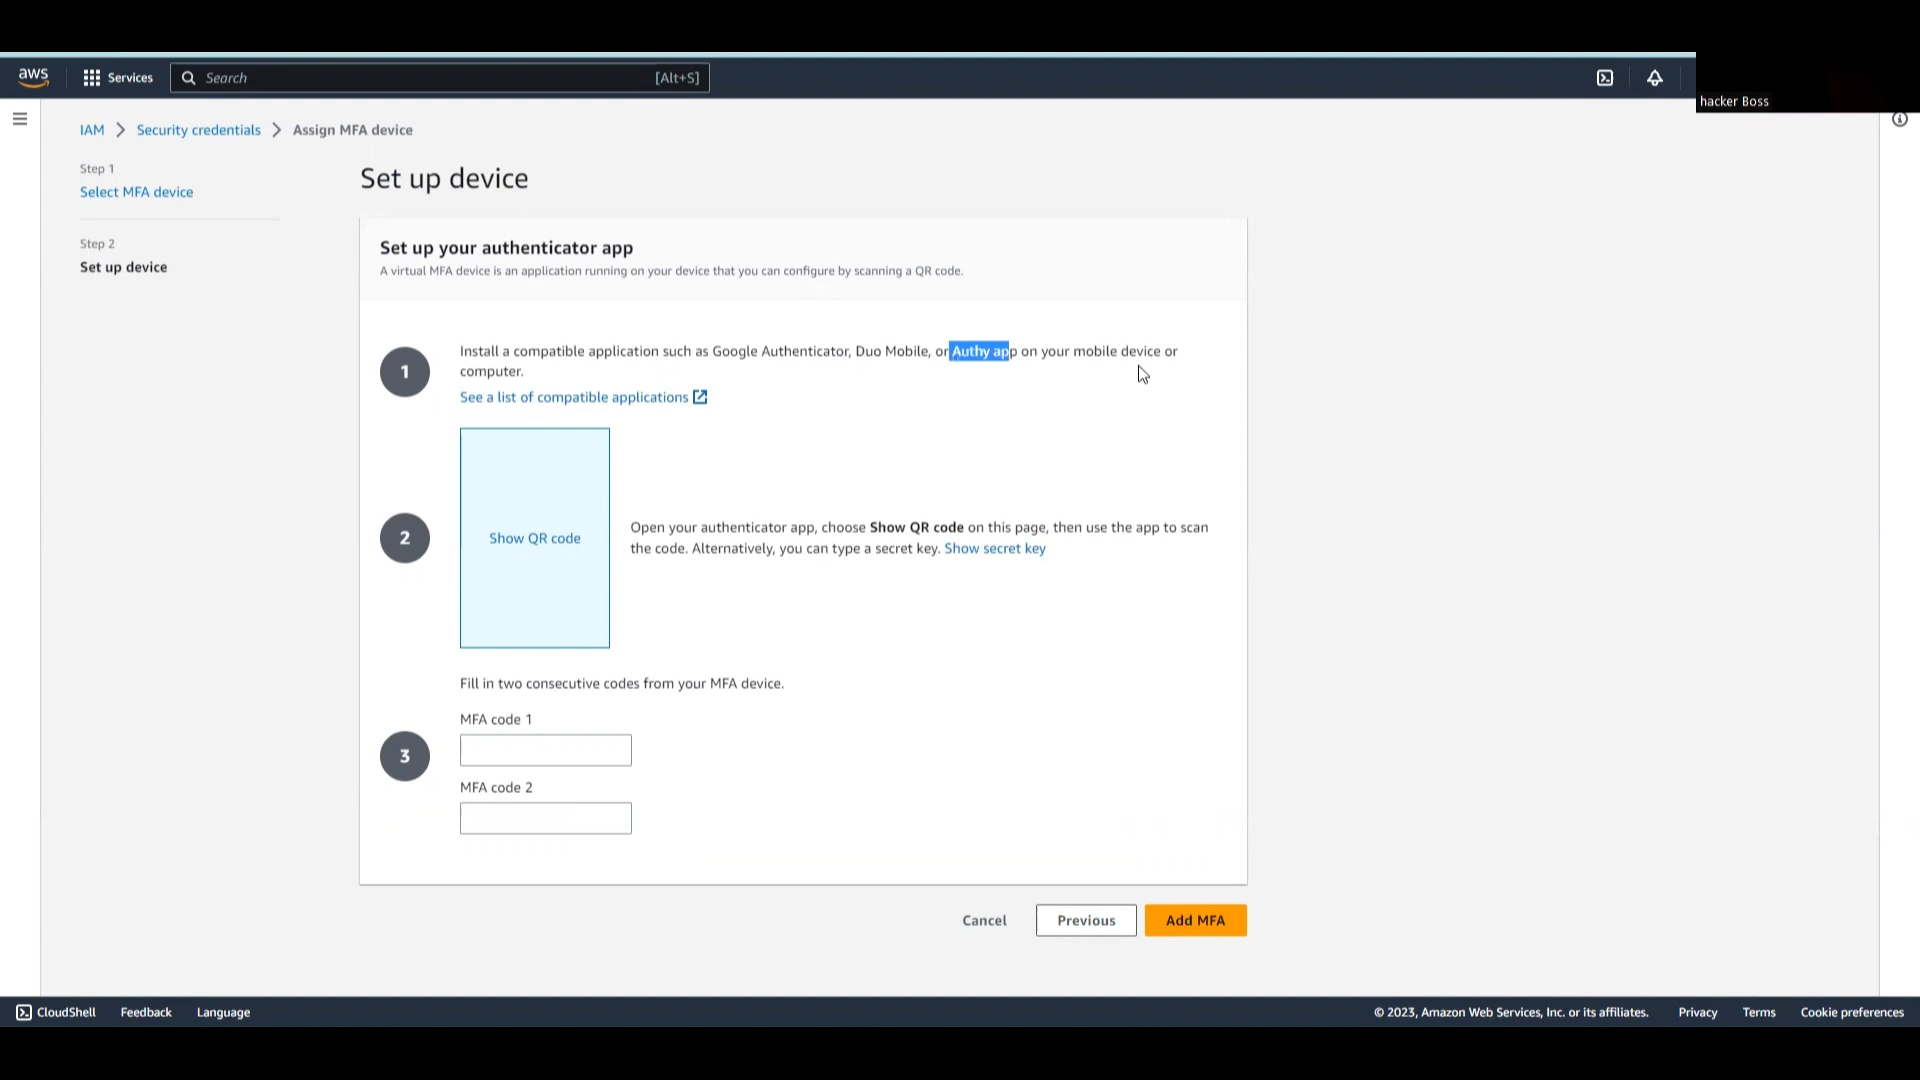 aws
Services
Search
[Alt+S]
hacker Boss
IAM
Security credentials
Assign MFA device
Step 1
Select MFA device
Step 2
Set up device
Set up device
Set up your authenticator app
A virtual MFA device is an application running on your device that you can configure by scanning a QR code.
1
Install a compatible application such as Google Authenticator, Duo Mobile, or Authy app on your mobile device or
computer.
See a list of compatible applications
2
Show QR code
Open your authenticator app, choose Show QR code on this page, then use the app to scan
the code. Alternatively, you can type a secret key. Show secret key
3
Fill in two consecutive codes from your MFA device.
MFA code 1
MFA code 2
Cancel
Previous
Add MFA
CloudShell
Feedback
Language
© 2023, Amazon Web Services, Inc. or its affiliates.
Privacy
Terms
Cookie preferences